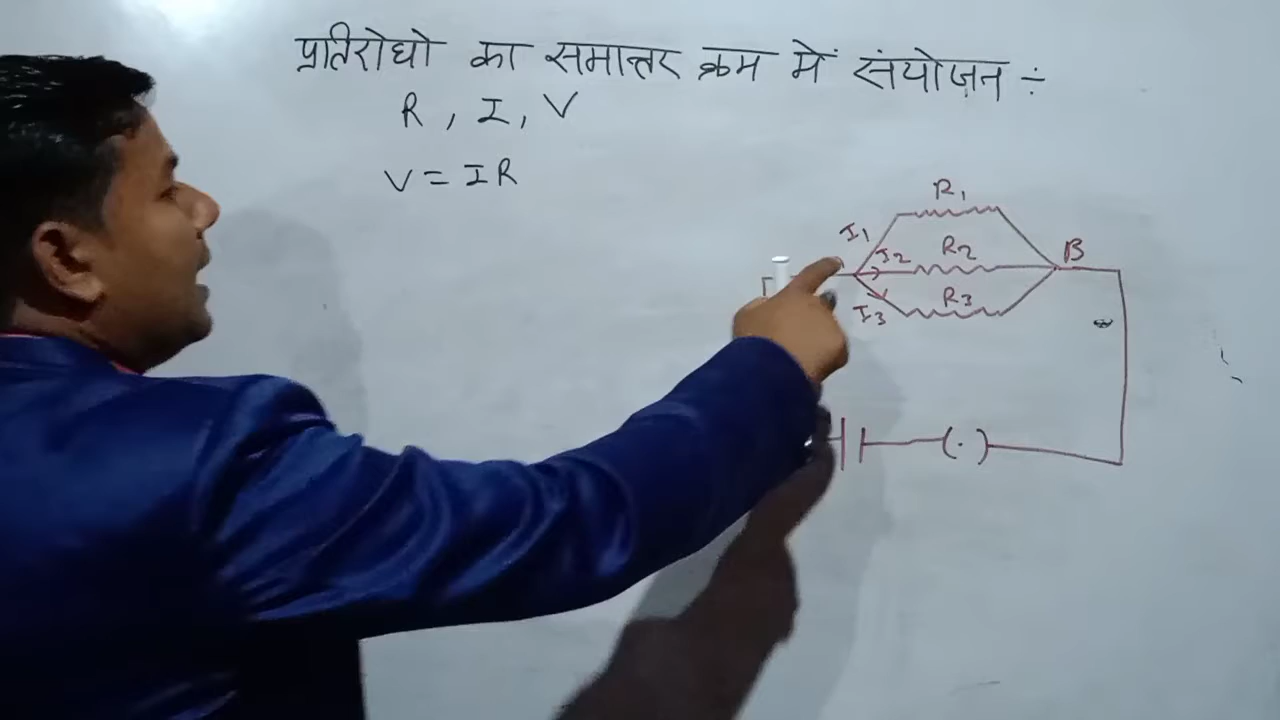 प्रतिरोधो का समान्तर क्रम में संयोजन ÷
R, I, V
V = IR
R1
I1
I2 R2 B
R3
I3